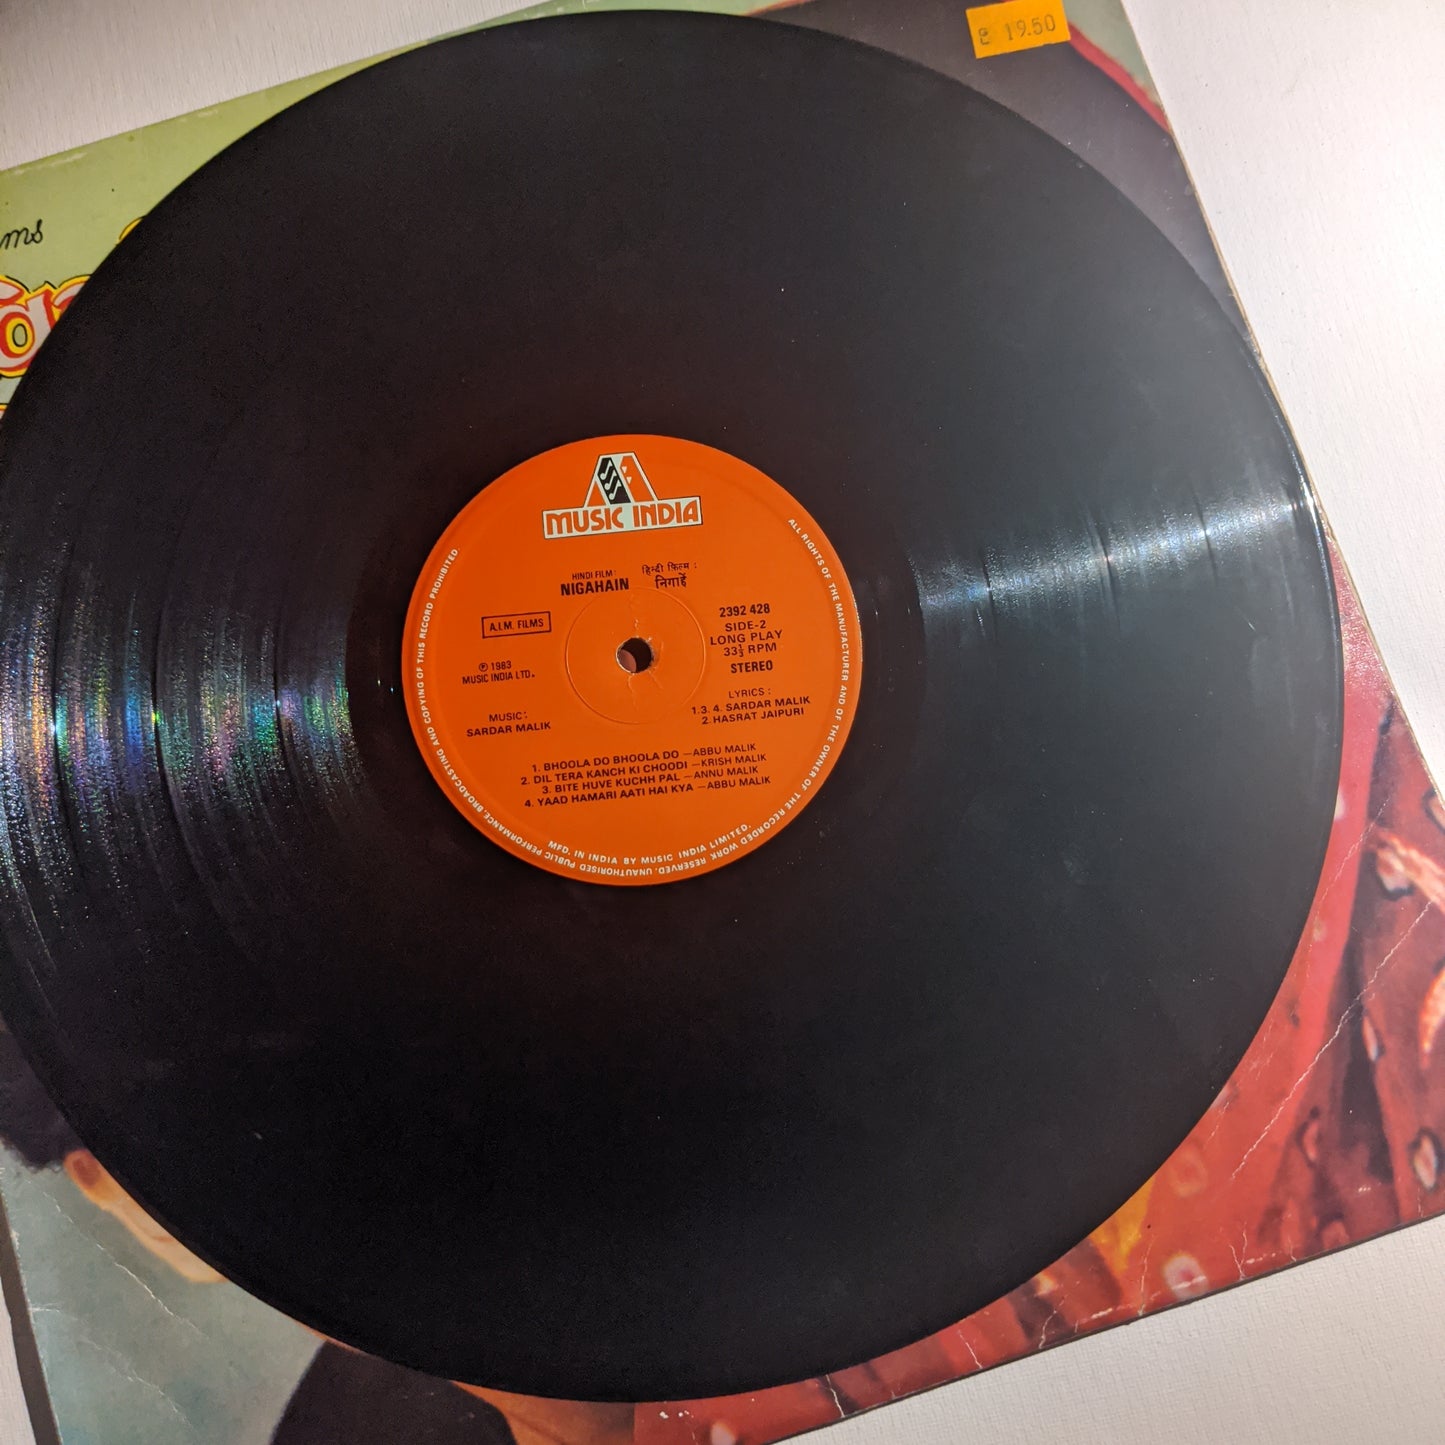 19.50
ms
MUSIC INDIA
HINDI FILM :
NIGAHAIN
हिन्दी फ़िल्म :
निगाहें
A.I.M. FILMS
2392 428
SIDE-2
LONG PLAY
33⅓ RPM
STEREO
℗ 1983
MUSIC INDIA LTD.
MUSIC:
SARDAR MALIK
LYRICS :
1.3. 4. SARDAR MALIK
2. HASRAT JAIPURI
1. BHOOLA DO BHOOLA DO —ABBU MALIK
2. DIL TERA KANCH KI CHOODI —KRISH MALIK
3. BITE HUVE KUCHH PAL —ANNU MALIK
4. YAAD HAMARI AATI HAI KYA —ABBU MALIK
MFD. IN INDIA BY MUSIC INDIA LIMITED.
ALL RIGHTS OF THE MANUFACTURER AND OF THE OWNER OF THE RECORDED WORK RESERVED. UNAUTHORISED PUBLIC PERFORMANCE, BROADCASTING AND COPYING OF THIS RECORD PROHIBITED.